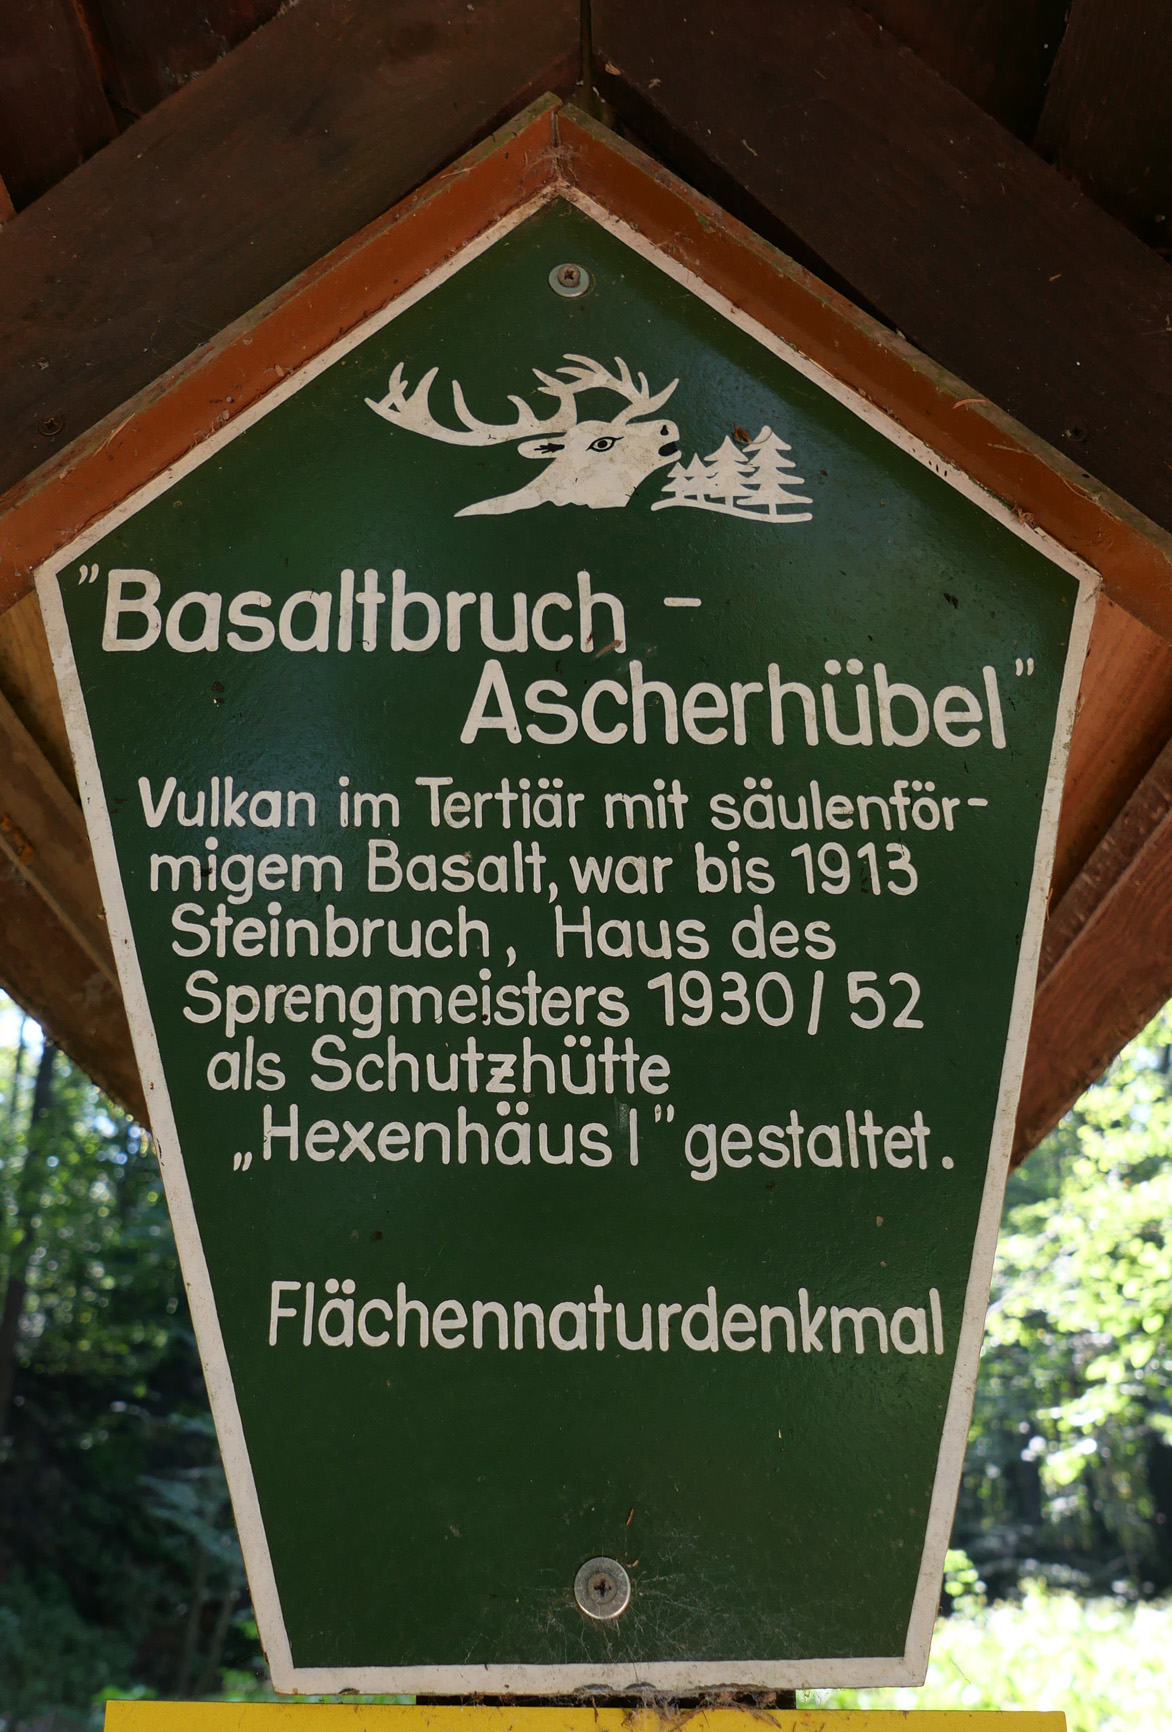 "Basaltbruch -
Ascherhübel"
Vulkan im Tertiär mit säulenför-
migem Basalt, war bis 1913
Steinbruch, Haus des
Sprengmeisters 1930/52
als Schutzhütte
„Hexenhäusl" gestaltet.
Flächennaturdenkmal